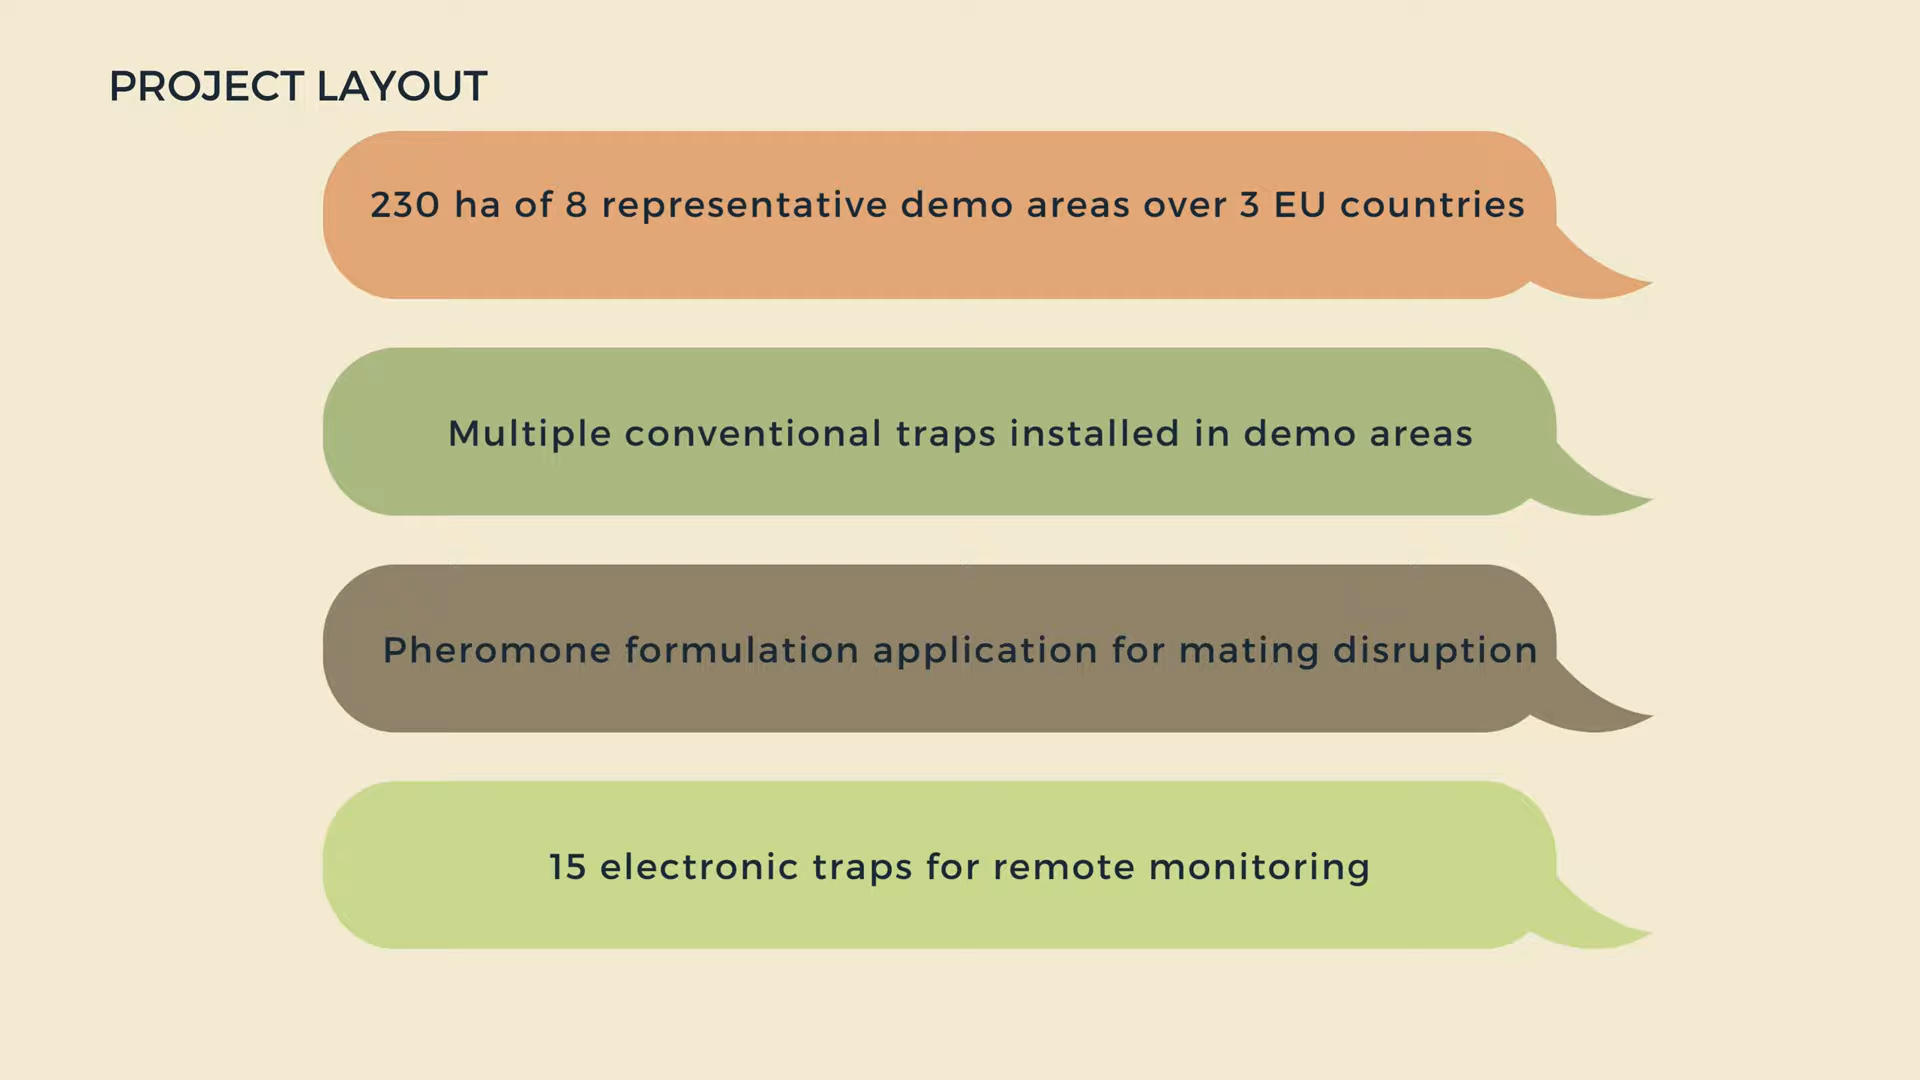 PROJECT LAYOUT
230 ha of 8 representative demo areas over 3 EU countries
Multiple conventional traps installed in demo areas
Pheromone formulation application for mating disruption
15 electronic traps for remote monitoring